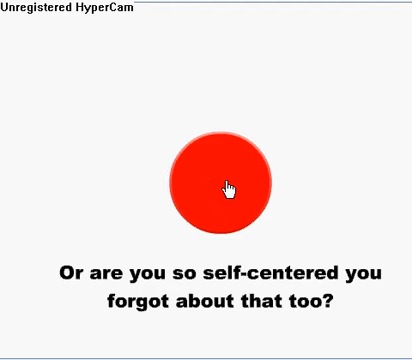 Unregistered HyperCam
Or are you so self-centered you
forgot about that too?